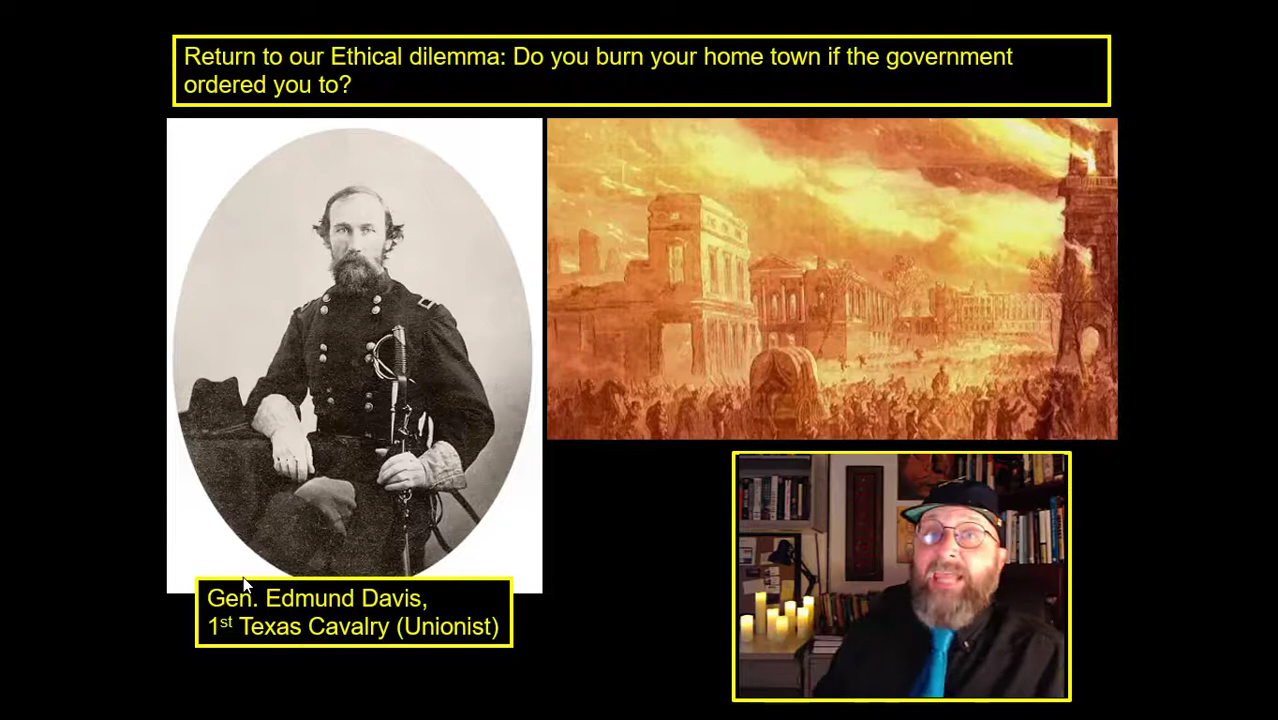 Return to our Ethical dilemma: Do you burn your home town if the government
ordered you to?
Gen. Edmund Davis,
1st Texas Cavalry (Unionist)